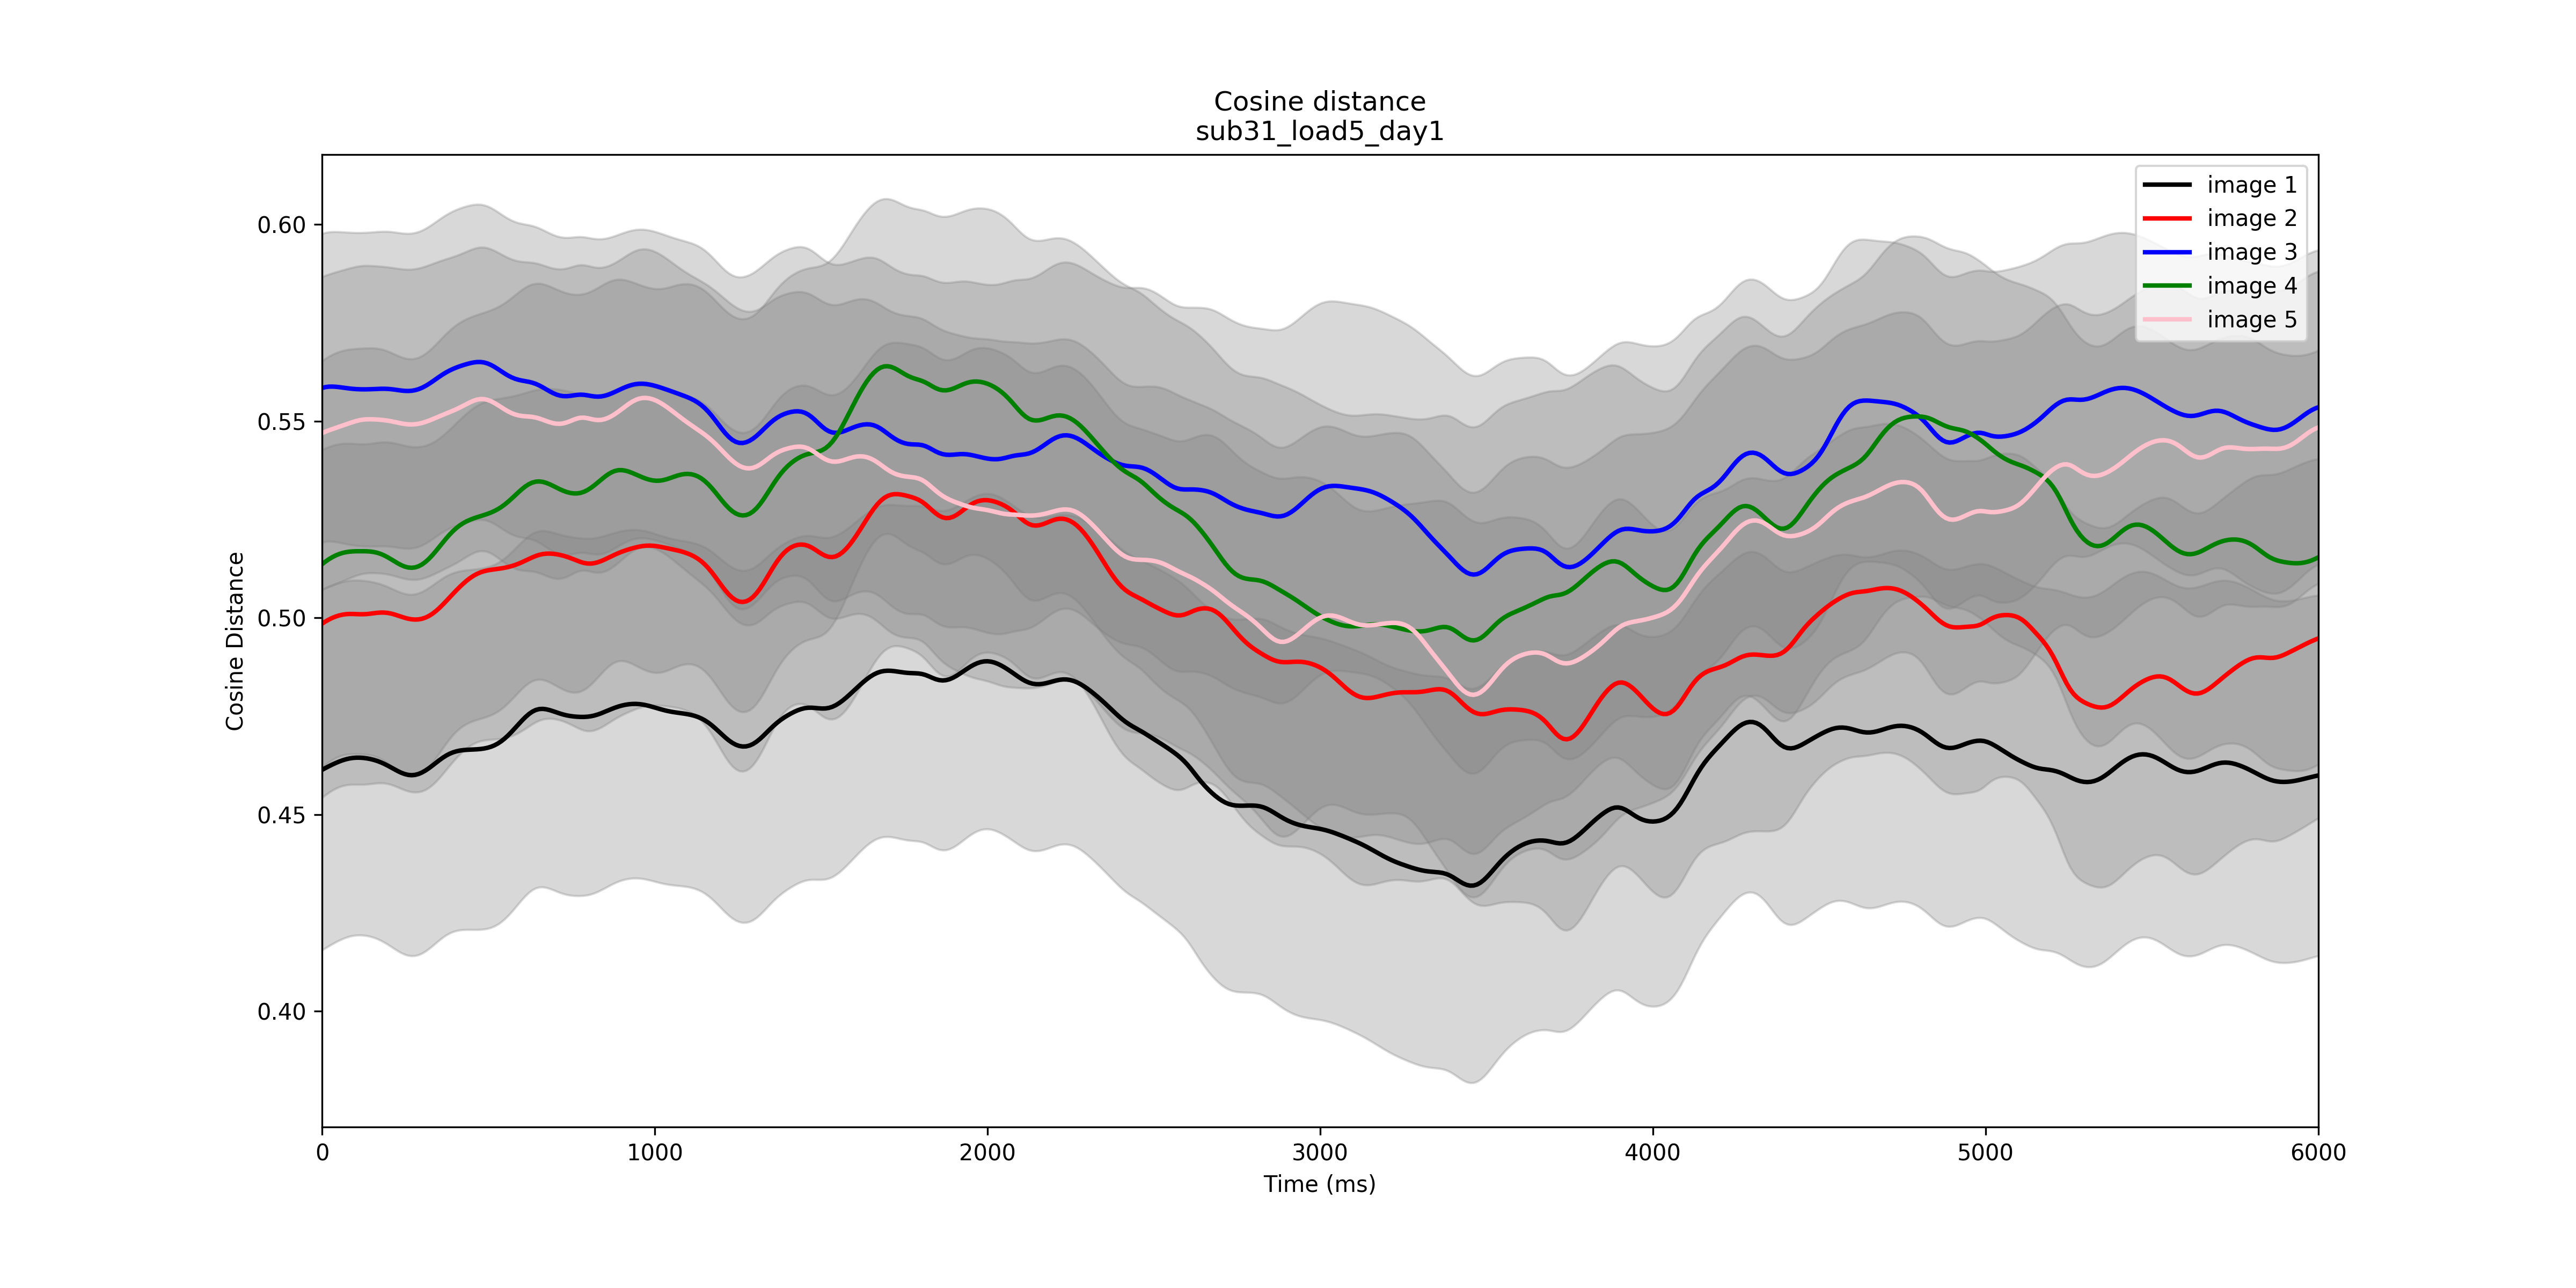 Cosine distance
sub31_load5_day1
image 1
image 2
image 3
image 4
image 5
0.60
0.55
0.50
0.45
0.40
Cosine Distance
0 1000 2000 3000 4000 5000 6000
Time (ms)